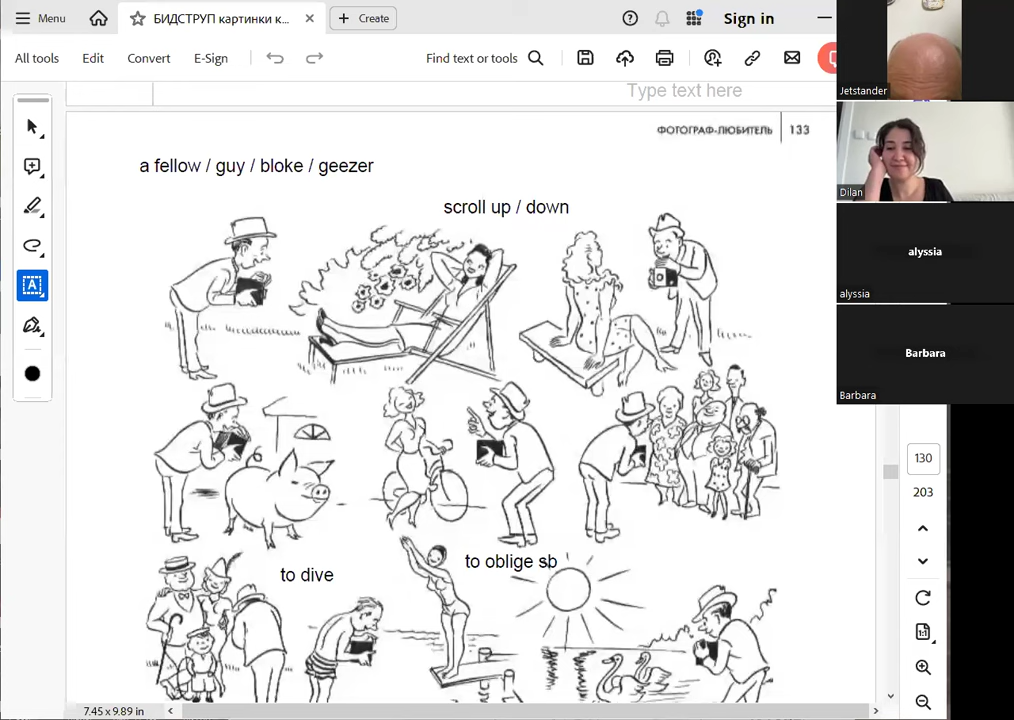 Menu
БИДСТРУП картинки к...
Create
Sign in
All tools
Edit
Convert
E-Sign
Find text or tools
Type text here
ФОТОГРАФ-ЛЮБИТЕЛЬ 133
a fellow / guy / bloke / geezer
scroll up / down
to dive
to oblige sb
130
203
1:1
7.45 x 9.89 in
Jetstander
Dilan
alyssia
alyssia
Barbara
Barbara